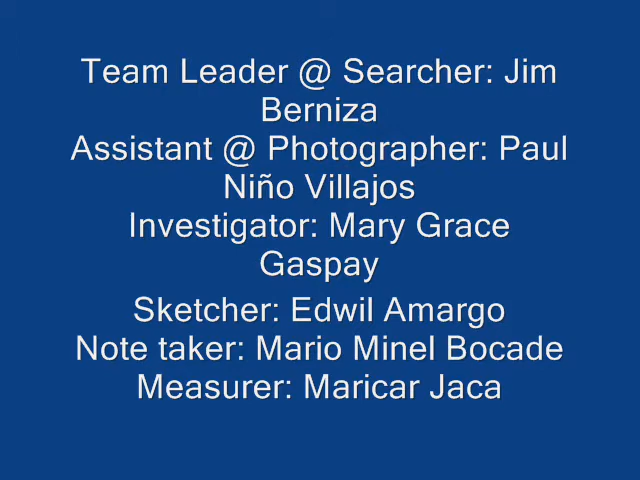 Team Leader @ Searcher: Jim
Berniza
Assistant @ Photographer: Paul
Niño Villajos
Investigator: Mary Grace
Gaspay
Sketcher: Edwil Amargo
Note taker: Mario Minel Bocade
Measurer: Maricar Jaca